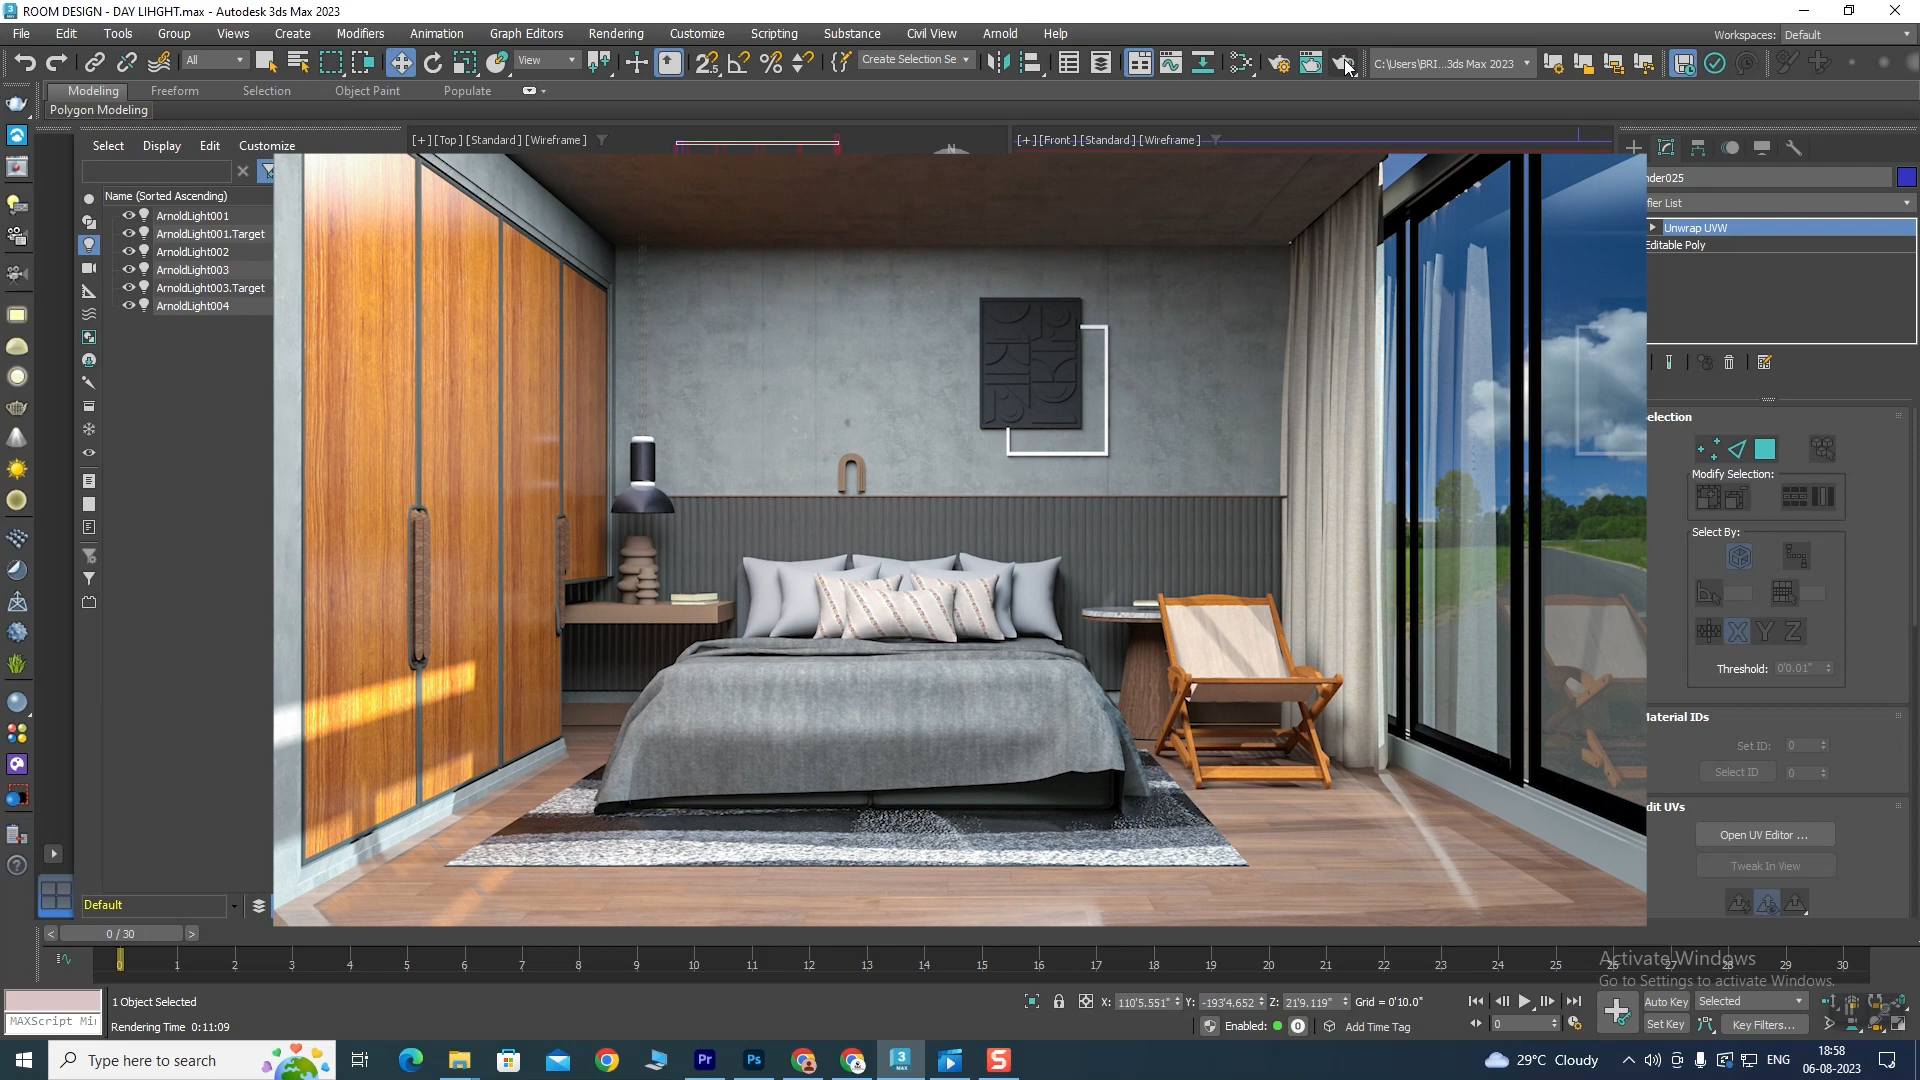 ROOM DESIGN - DAY LIHGHT.max - Autodesk 3ds Max 2023
File Edit Tools Group Views Create Modifiers Animation Graph Editors Rendering Customize Scripting Substance Civil View Arnold Help
Workspaces: Default
All View Create Selection Se C:\Users\BRI...3ds Max 2023
Modeling Freeform Selection Object Paint Populate
Polygon Modeling
Select Display Edit Customize
[+] [Top] [Standard] [Wireframe]
N
[+] [Front] [Standard] [Wireframe]
Name (Sorted Ascending)
ArnoldLight001
ArnoldLight001.Target
ArnoldLight002
ArnoldLight003
ArnoldLight003.Target
ArnoldLight004
nder025
fier List
Unwrap UVW
Editable Poly
election
Modify Selection:
Select By:
X Y Z
Threshold: 0'0.01"
Material IDs
Set ID: 0
Select ID 0
dit UVs
Open UV Editor ...
Tweak In View
Default
< 0 / 30 >
0 1 2 3 4 5 6 7 8 9 10 11 12 13 14 15 16 17 18 19 20 21 22 23 24 25 26 27 28 29 30
Activate Windows
Go to Settings to activate Windows.
1 Object Selected
MAXScript Mi
Rendering Time 0:11:09
X: 110'5.551" Y: -193'4.652 Z: 21'9.119" Grid = 0'10.0"
Enabled: 0 Add Time Tag
0
Auto Key Selected
Set Key Key Filters...
Type here to search
Pr Ps 3 MAX S
29°C Cloudy
ENG
18:58
06-08-2023